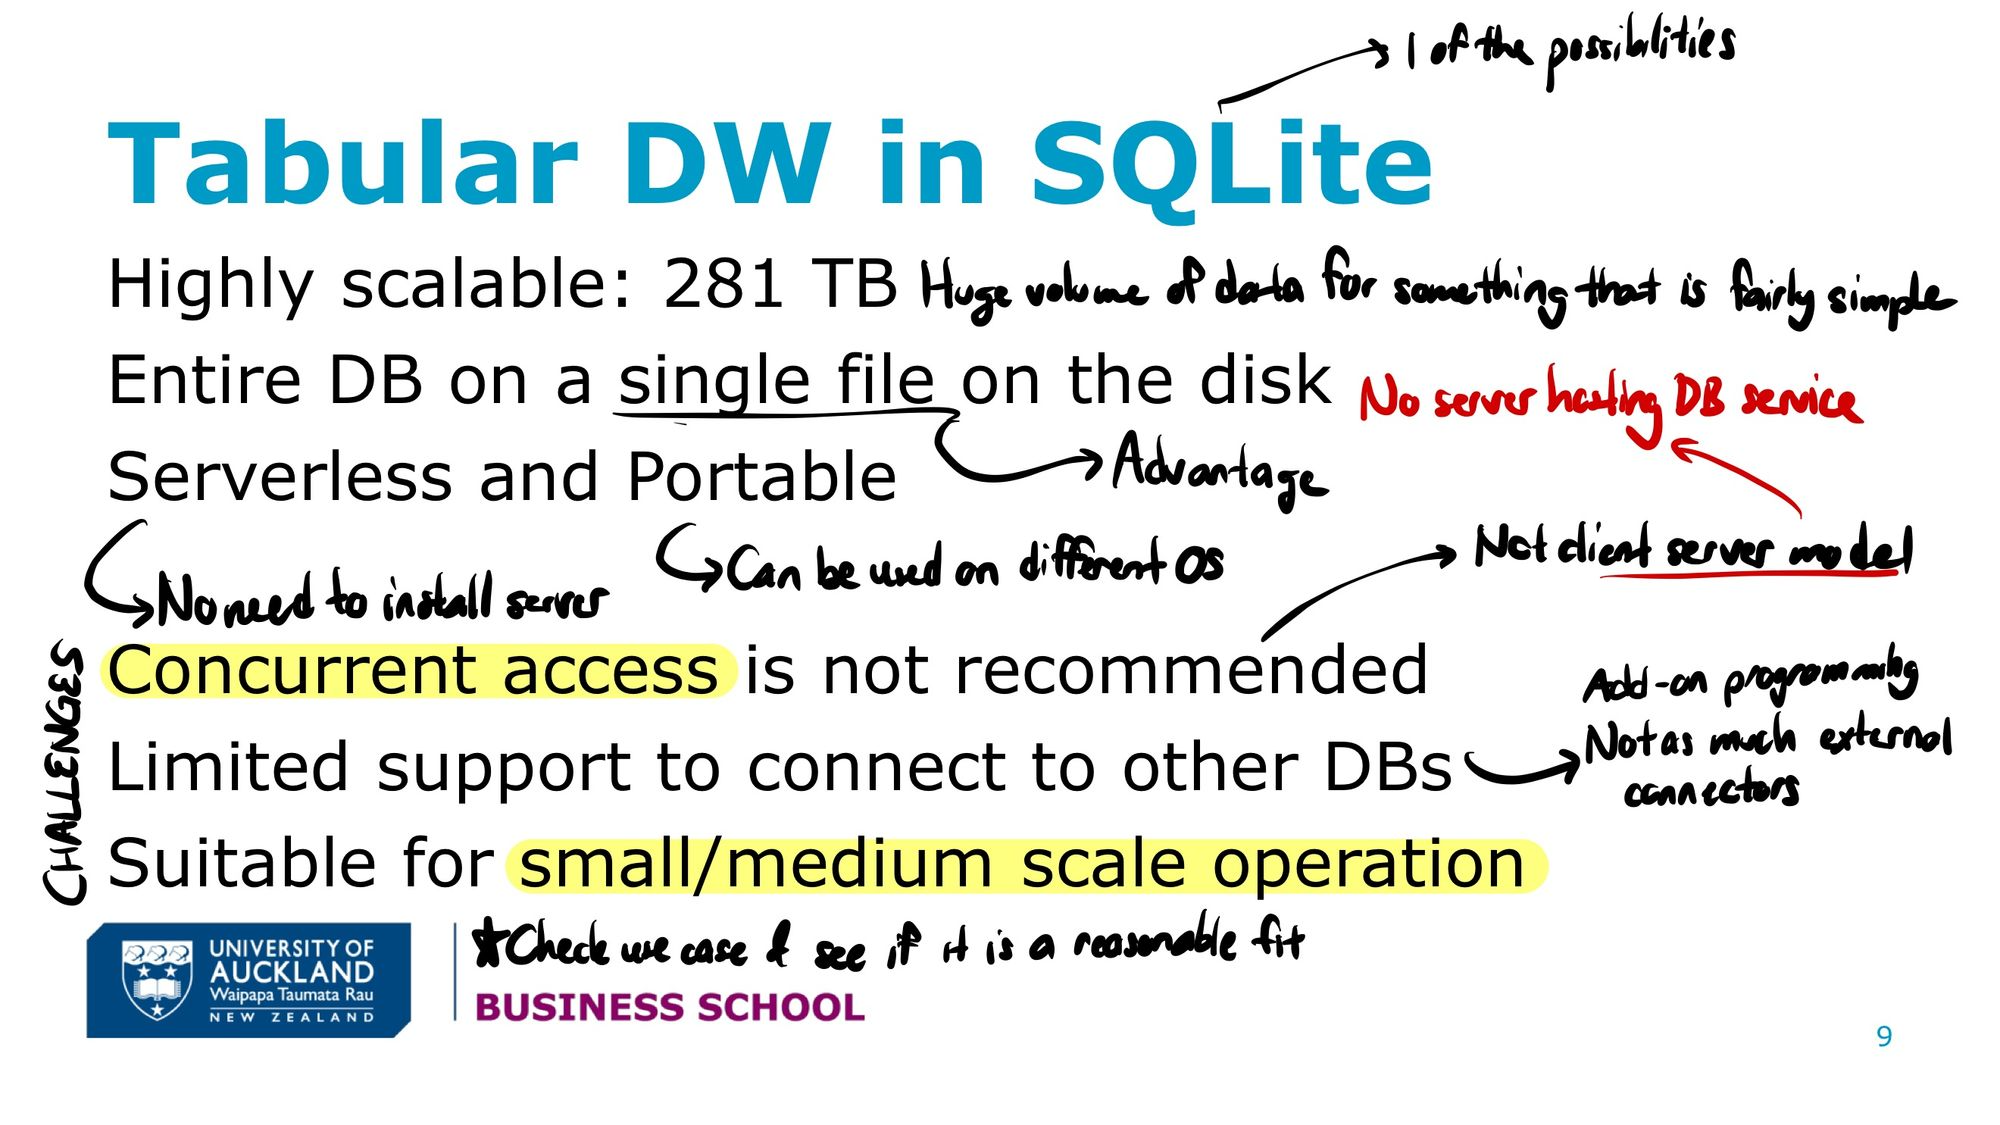 → 1 of the possibilities
Tabular DW in SQLite
Highly scalable: 281 TB Huge volume of data for something that is fairly simple
Entire DB on a single file on the disk No server hosting DB service
Serverless and Portable → Advantage
→ No need to install server → Can be used on different OS → Not client server model
CHALLENGES
Concurrent access is not recommended
Limited support to connect to other DBs → Add-on programming
Not as much external
connectors
Suitable for small/medium scale operation
★ Check use case & see if it is a reasonable fit
UNIVERSITY OF
AUCKLAND
Waipapa Taumata Rau
NEW ZEALAND
BUSINESS SCHOOL
9